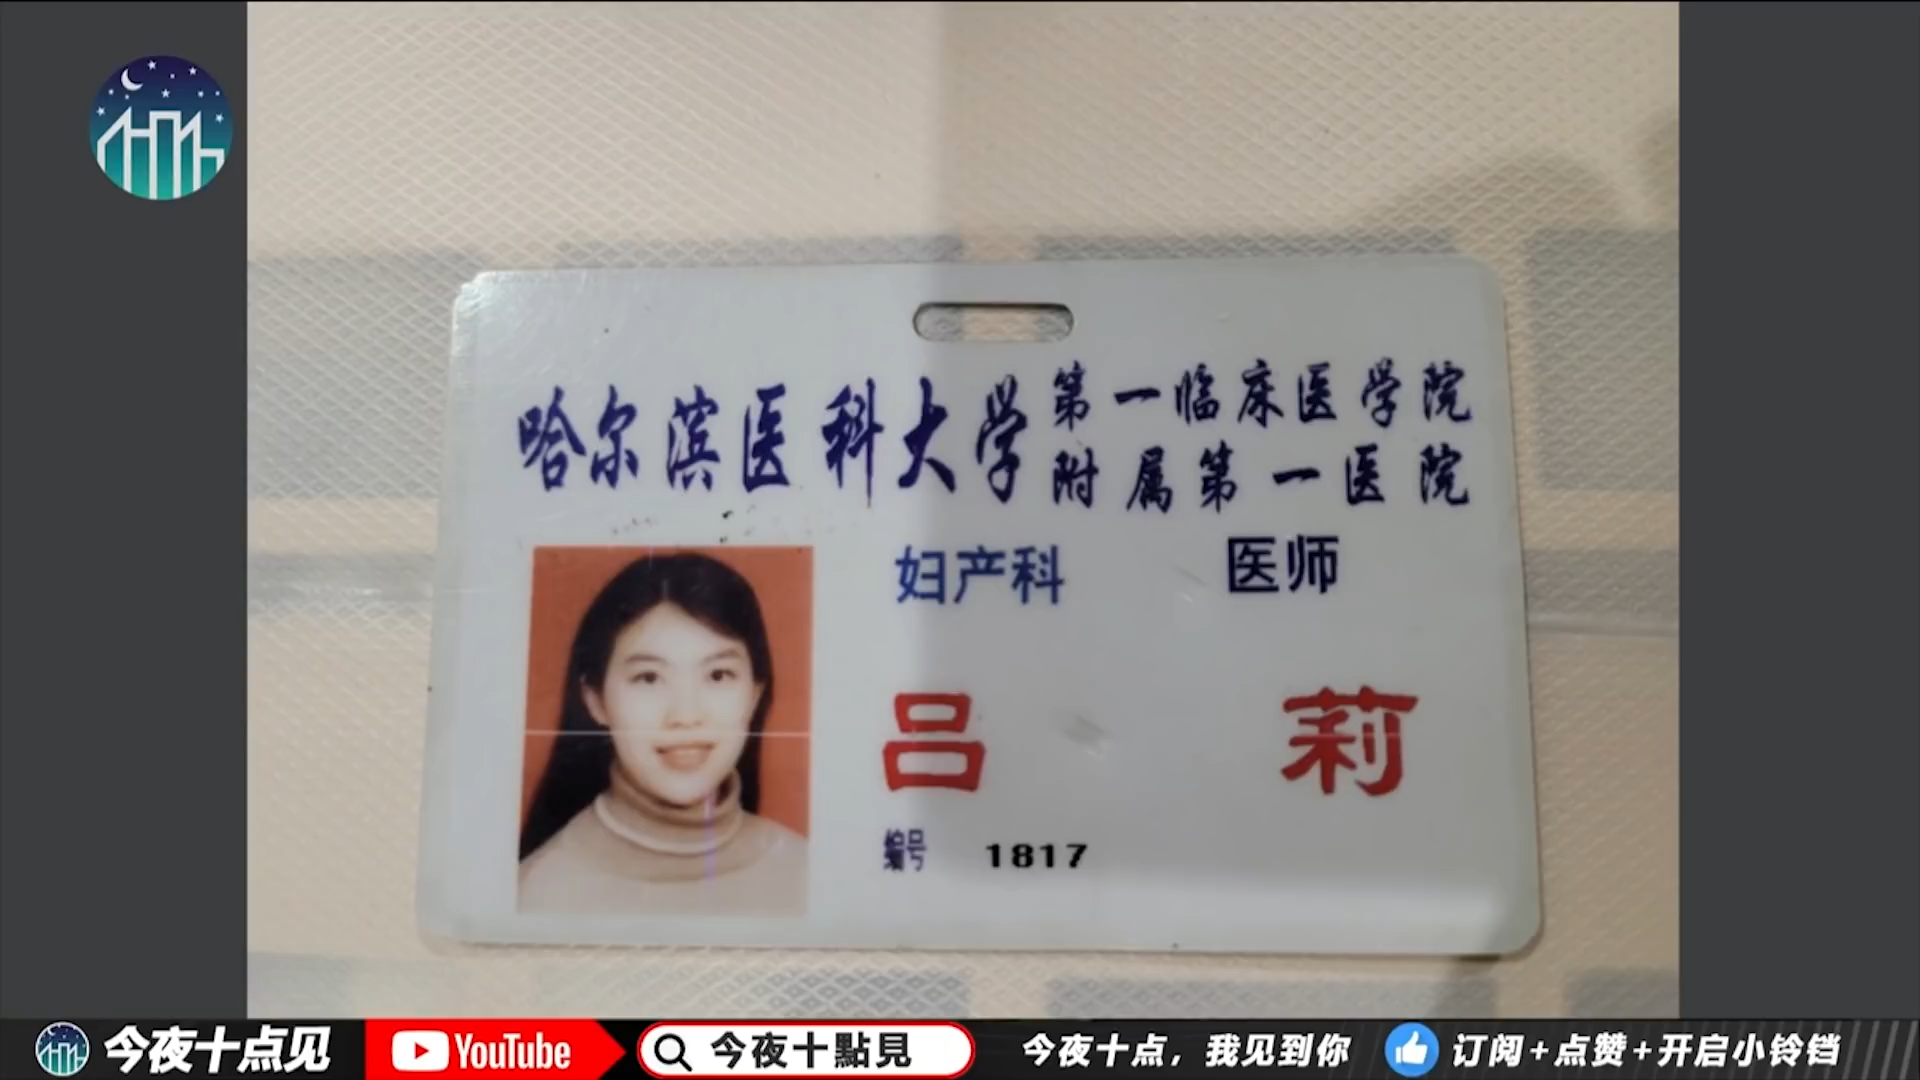 哈尔滨医科大学
第一临床医学院
附属第一医院
妇产科 医师
吕 莉
编号 1817
今夜十点见
YouTube
今夜十點見
今夜十点，我见到你
订阅+点赞+开启小铃铛